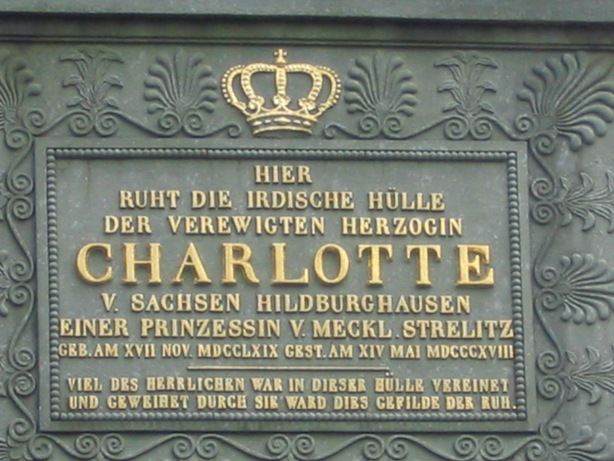 HIER
RUHT DIE IRDISCHE HÜLLE
DER VEREWIGTEN HERZOGIN
CHARLOTTE
V. SACHSEN HILDBURGHAUSEN
EINER PRINZESSIN V. MECKL. STRELITZ
GEB. AM XVII NOV. MDCCLXIX GEST. AM XIV MAI MDCCCXVIII
VIEL DES HERRLICHEN WAR IN DIESER HULLE VEREINET
UND GEWEIHET DURCH SIE WARD DIES GEFILDE DER RUH.